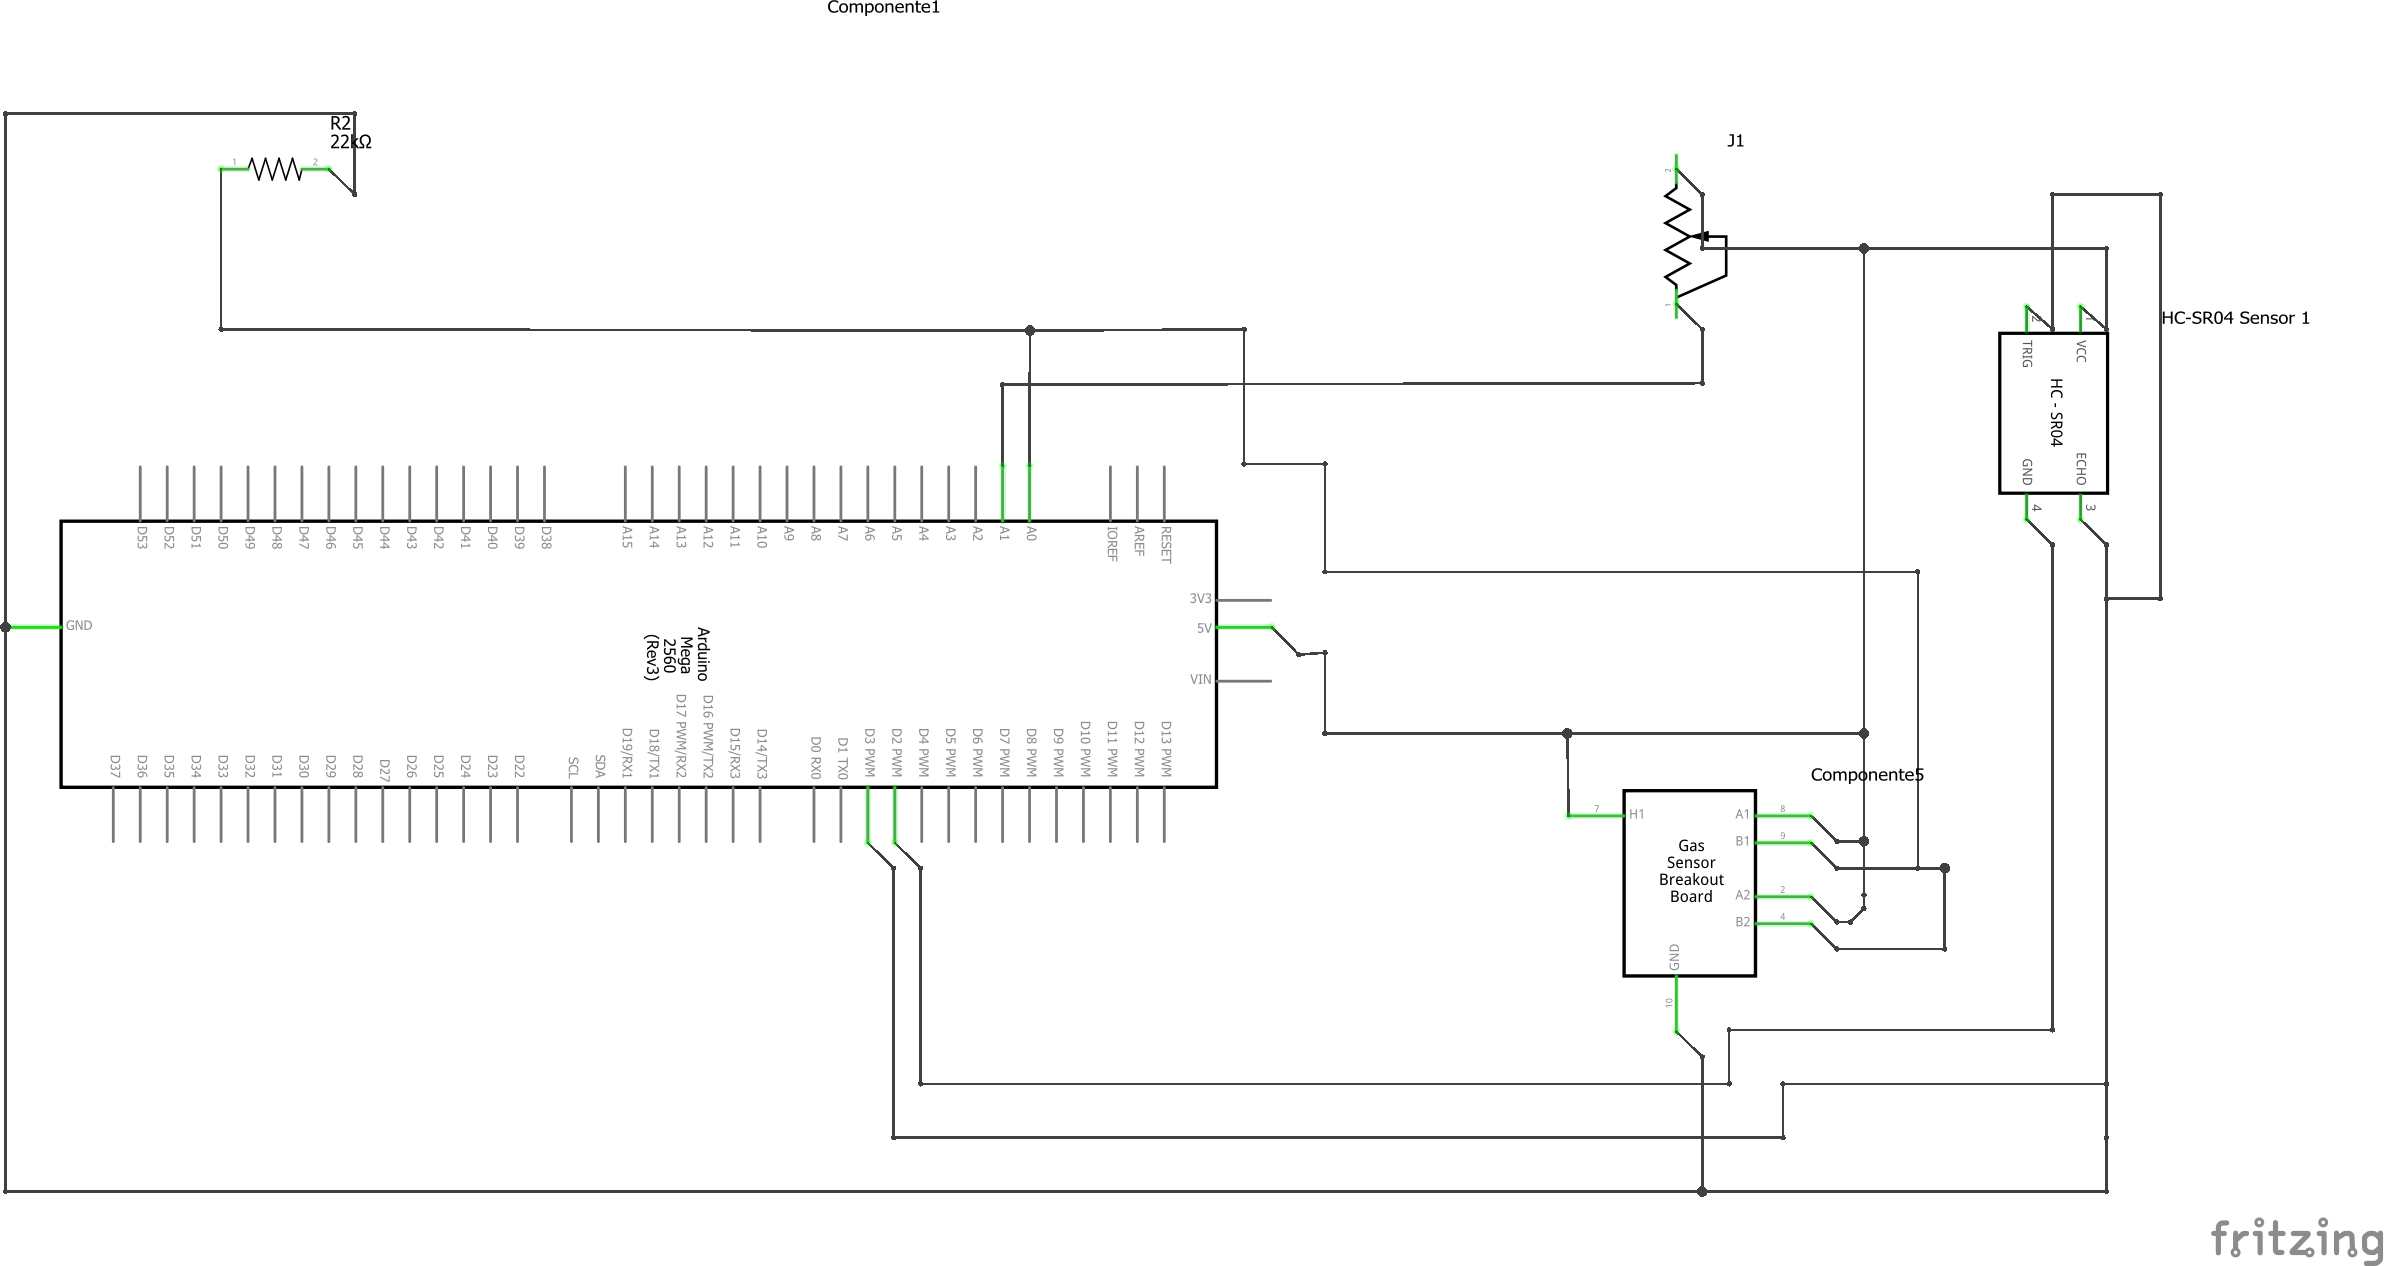 Componente1
R2
22kΩ
1
2
J1
2
1
HC-SR04 Sensor 1
2
1
TRIG
VCC
HC - SR04
GND
ECHO
4
3
D53
D52
D51
D50
D49
D48
D47
D46
D45
D44
D43
D42
D41
D40
D39
D38
A15
A14
A13
A12
A11
A10
A9
A8
A7
A6
A5
A4
A3
A2
A1
A0
IOREF
AREF
RESET
GND
3V3
5V
VIN
Arduino
Mega
2560
(Rev3)
D37
D36
D35
D34
D33
D32
D31
D30
D29
D28
D27
D26
D25
D24
D23
D22
SCL
SDA
D19/RX1
D18/TX1
D17 PWM/RX2
D16 PWM/TX2
D15/RX3
D14/TX3
D0 RX0
D1 TX0
D3 PWM
D2 PWM
D4 PWM
D5 PWM
D6 PWM
D7 PWM
D8 PWM
D9 PWM
D10 PWM
D11 PWM
D12 PWM
D13 PWM
Componente5
7
H1
A1
8
B1
9
Gas
Sensor
Breakout
Board
A2
2
B2
4
GND
10
fritzing